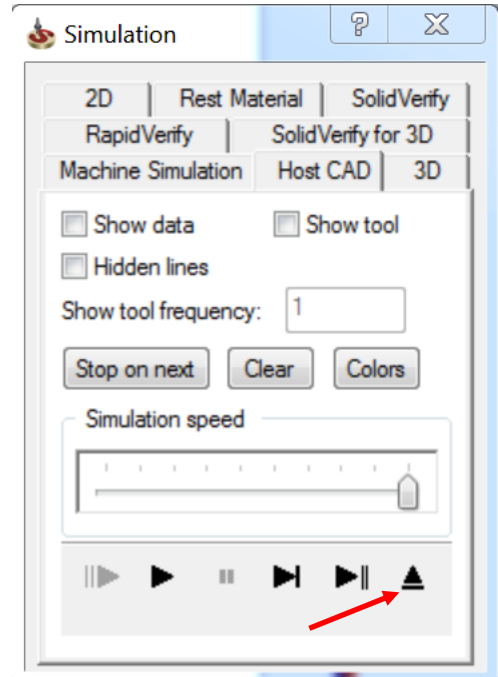 Simulation
2D Rest Material SolidVerify
RapidVerify SolidVerify for 3D
Machine Simulation Host CAD 3D
Show data Show tool
Hidden lines
Show tool frequency: 1
Stop on next Clear Colors
Simulation speed